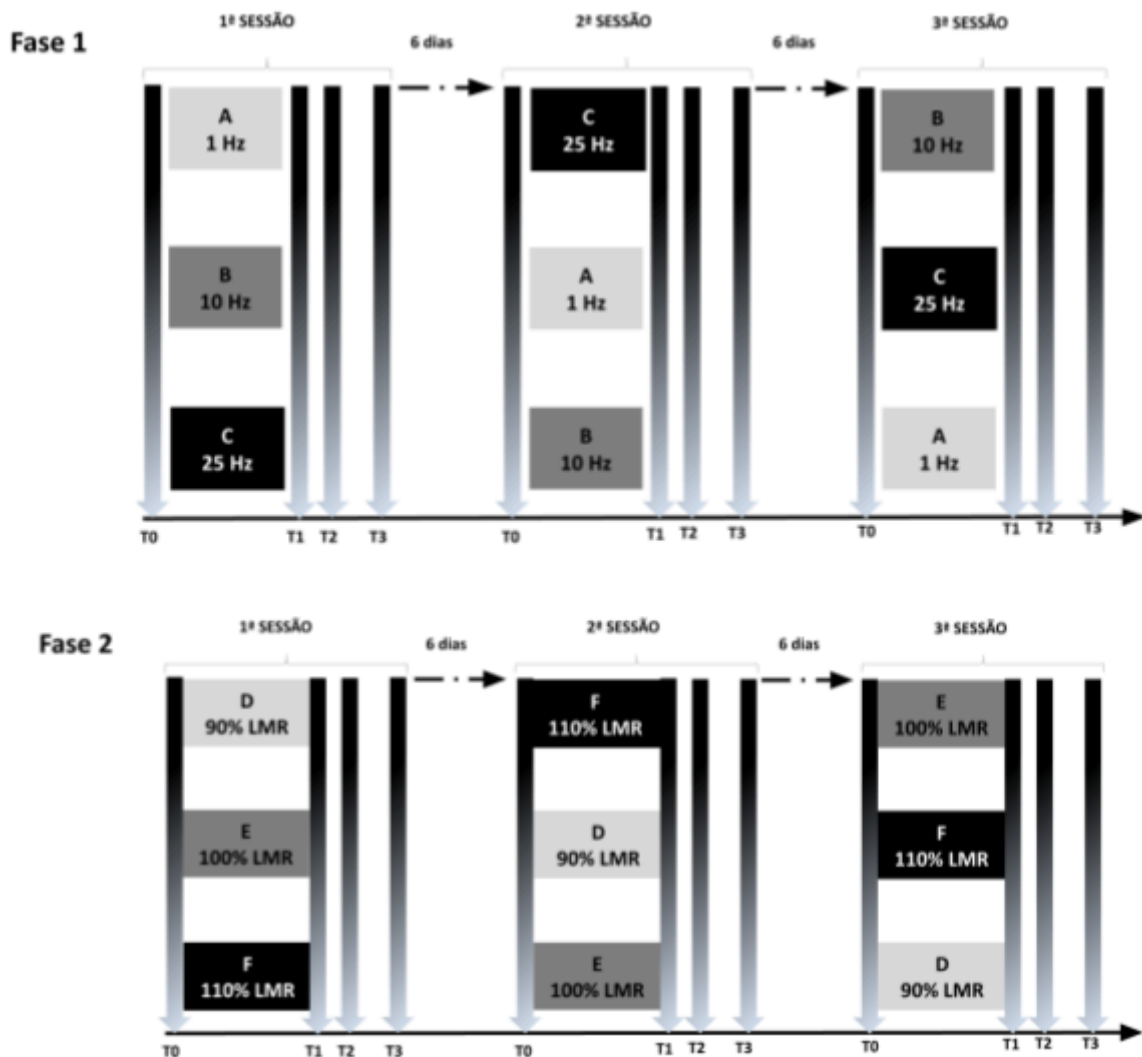 Fase 1
1ª SESSÃO
6 dias
2ª SESSÃO
6 dias
3ª SESSÃO
A
1 Hz
C
25 Hz
B
10 Hz
B
10 Hz
A
1 Hz
C
25 Hz
C
25 Hz
B
10 Hz
A
1 Hz
T0 T1 T2 T3 T0 T1 T2 T3 T0 T1 T2 T3
Fase 2
1ª SESSÃO
6 dias
2ª SESSÃO
6 dias
3ª SESSÃO
D
90% LMR
F
110% LMR
E
100% LMR
E
100% LMR
D
90% LMR
F
110% LMR
F
110% LMR
E
100% LMR
D
90% LMR
T0 T1 T2 T3 T0 T1 T2 T3 T0 T1 T2 T3